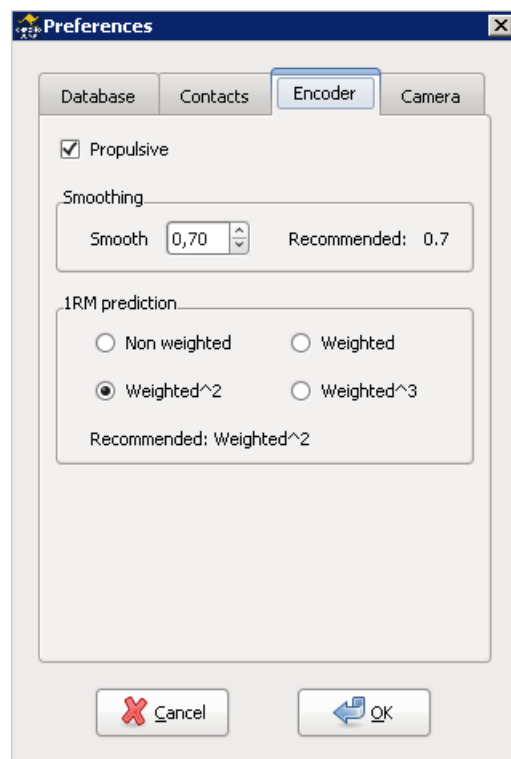 Preferences
Database Contacts Encoder Camera
Propulsive
Smoothing
Smooth 0,70 Recommended: 0.7
1RM prediction
Non weighted Weighted
Weighted^2 Weighted^3
Recommended: Weighted^2
Cancel OK